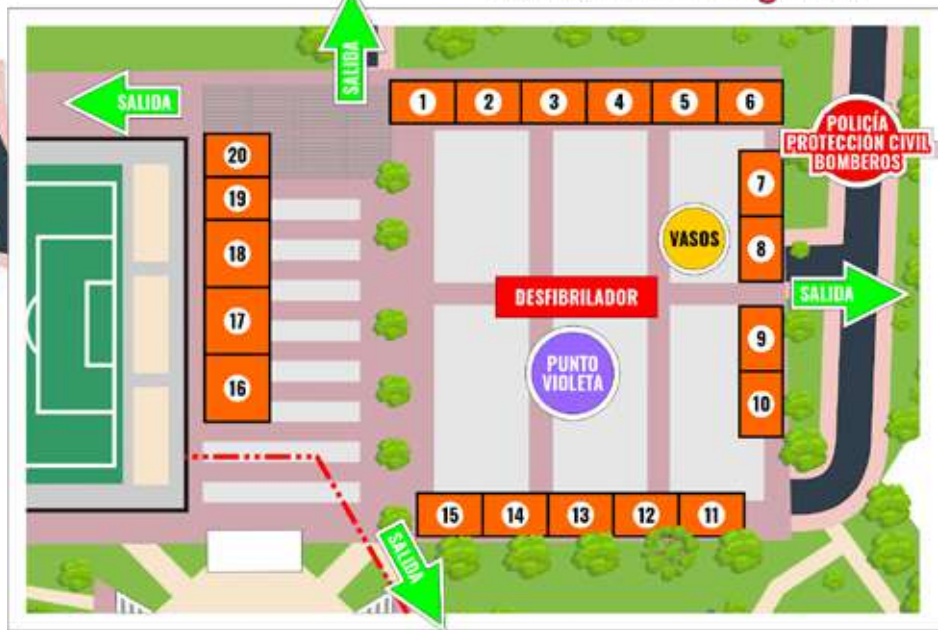 SALIDA
SALIDA
1 2 3 4 5 6
POLICÍA
PROTECCIÓN CIVIL
BOMBEROS
20
19
18
17
16
7
8
VASOS
DESFIBRILADOR
SALIDA
PUNTO
VIOLETA
9
10
15 14 13 12 11
SALIDA